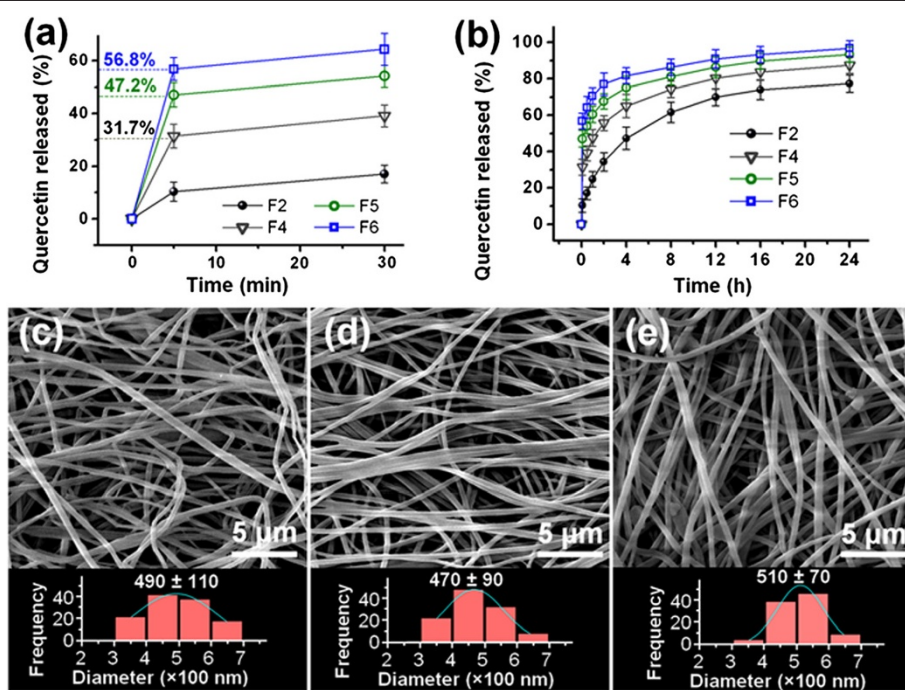 (a)
Quercetin released (%)
60
40
20
0
56.8%
47.2%
31.7%
F2
F5
F4
F6
0
10
20
30
Time (min)
(b)
Quercetin released (%)
100
80
60
40
20
0
F2
F4
F5
F6
0
4
8
12
16
20
24
Time (h)
(c)
5 µm
(d)
5 µm
(e)
5 µm
490 ± 110
Frequency
40
20
2 3 4 5 6 7
Diameter (×100 nm)
470 ± 90
Frequency
40
20
2 3 4 5 6 7
Diameter (×100 nm)
510 ± 70
Frequency
40
20
0
2 3 4 5 6 7
Diameter (×100 nm)